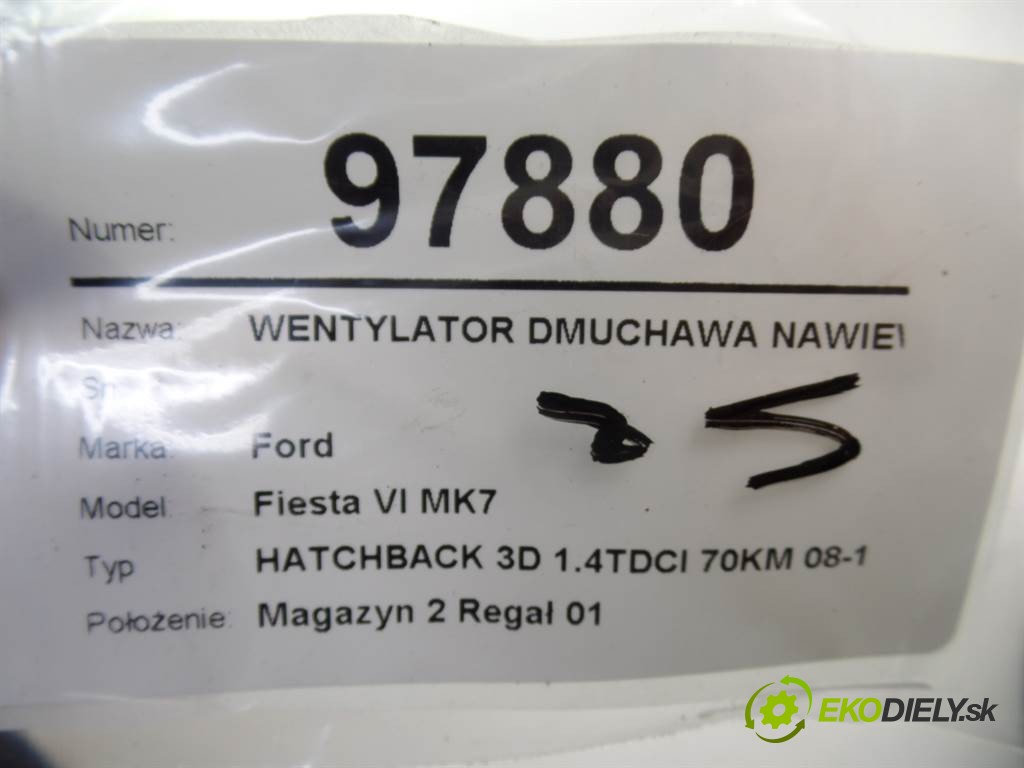 97880
Numer:
Nazwa: WENTYLATOR DMUCHAWA NAWIEW
Marka: Ford
Model: Fiesta VI MK7
Typ HATCHBACK 3D 1.4TDCI 70KM 08-1
Położenie: Magazyn 2 Regał 01
EKODIELY.sk